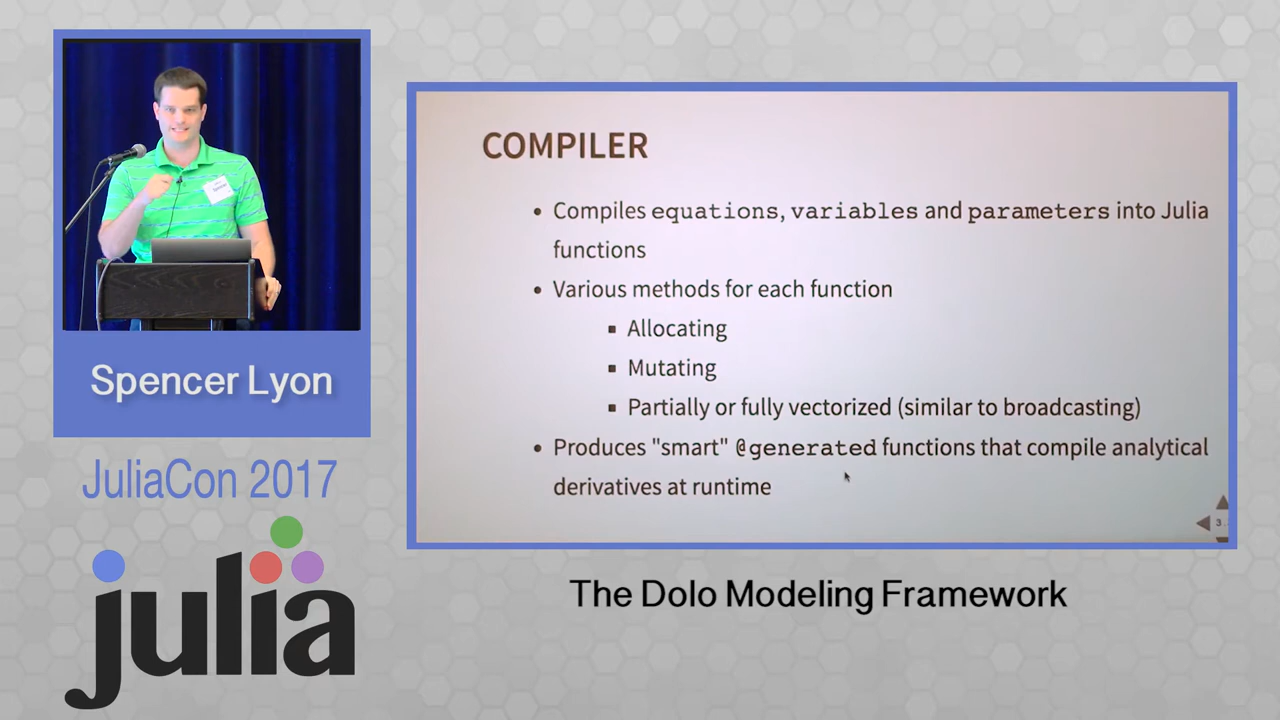 Spencer Lyon
JuliaCon 2017
julia
COMPILER
• Compiles equations, variables and parameters into Julia
functions
• Various methods for each function
▪ Allocating
▪ Mutating
▪ Partially or fully vectorized (similar to broadcasting)
• Produces "smart" @generated functions that compile analytical
derivatives at runtime
3.
The Dolo Modeling Framework